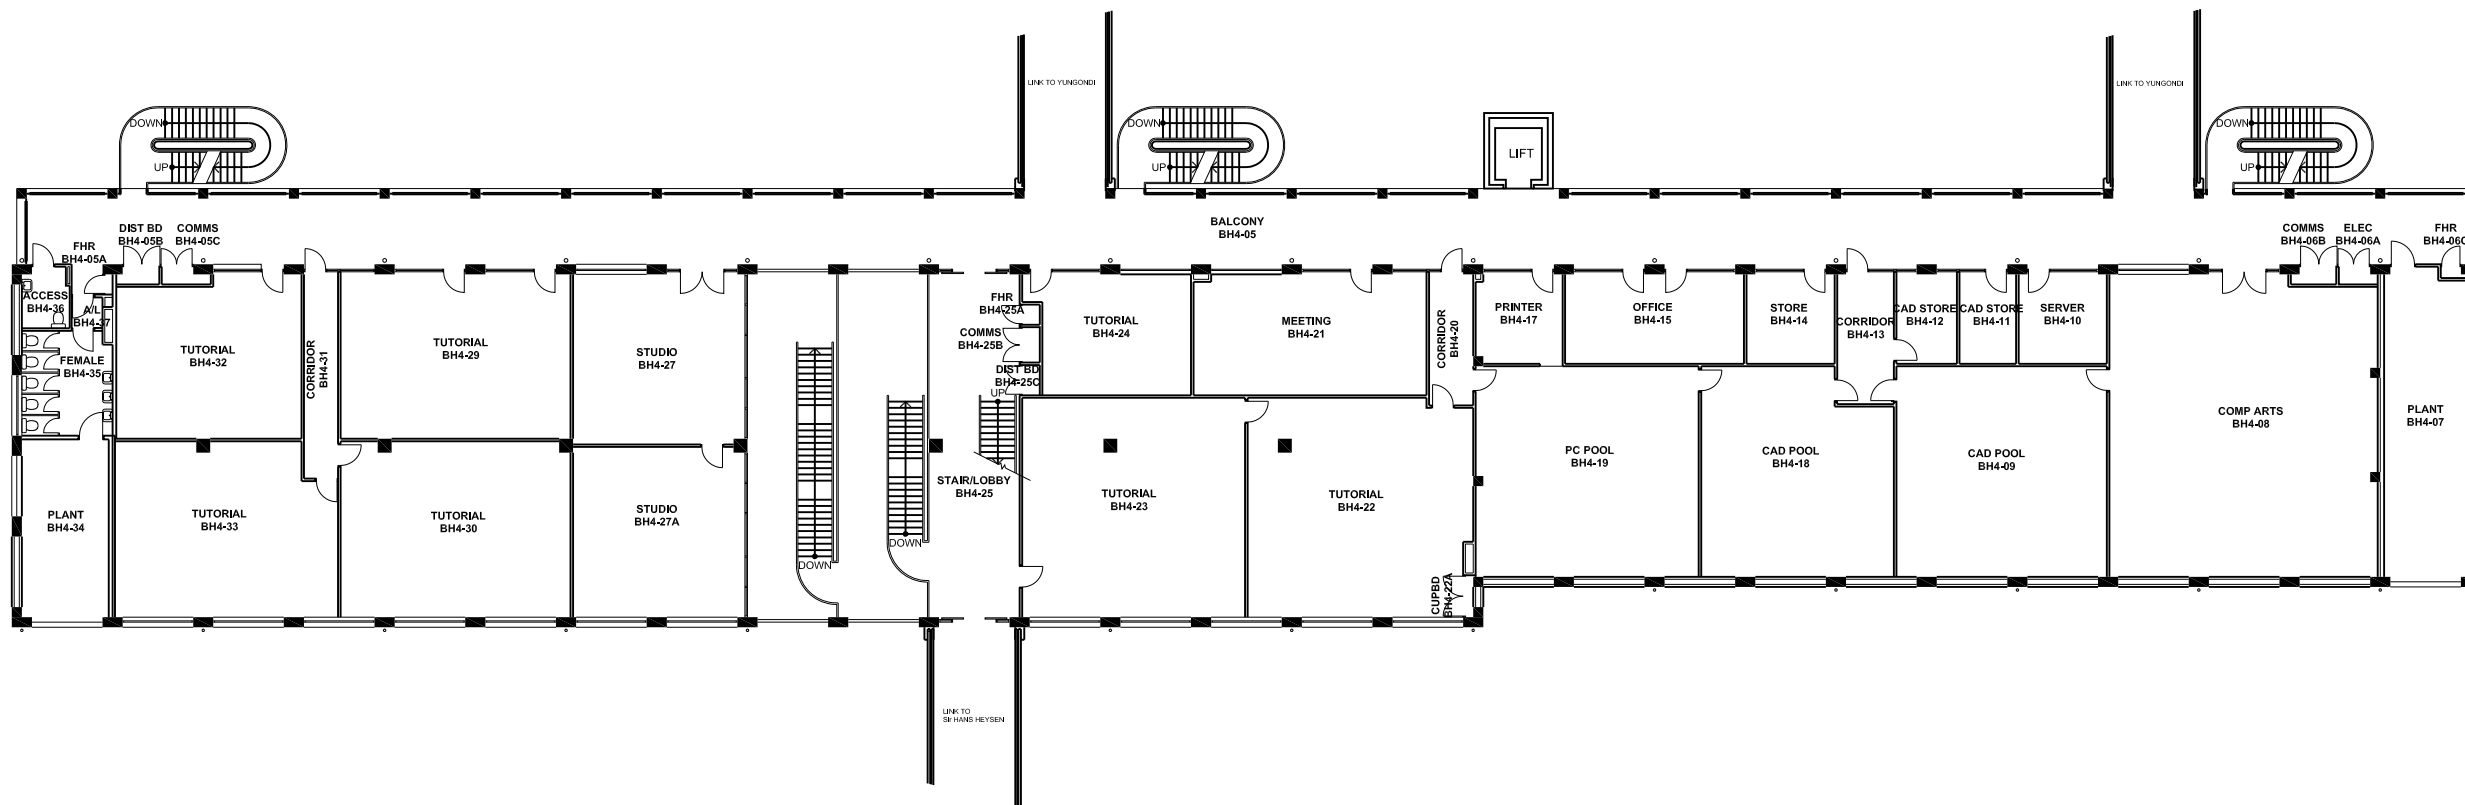 LINK TO YUNGONDI
LINK TO YUNGONDI
DOWN
UP
DOWN
UP
LIFT
DOWN
UP
BALCONY
BH4-05
DIST BD
BH4-05B
COMMS
BH4-05C
FHR
BH4-05A
COMMS
BH4-06B
ELEC
BH4-06A
FHR
BH4-06C
ACCESS
BH4-36
A/L
BH4-37
FEMALE
BH4-35
TUTORIAL
BH4-32
CORRIDOR
BH4-31
TUTORIAL
BH4-29
STUDIO
BH4-27
FHR
BH4-25A
COMMS
BH4-25B
DIST BD
BH4-25C
UP
TUTORIAL
BH4-24
MEETING
BH4-21
CORRIDOR
BH4-20
PRINTER
BH4-17
OFFICE
BH4-15
STORE
BH4-14
CORRIDOR
BH4-13
CAD STORE
BH4-12
CAD STORE
BH4-11
SERVER
BH4-10
COMP ARTS
BH4-08
PLANT
BH4-07
PLANT
BH4-34
TUTORIAL
BH4-33
TUTORIAL
BH4-30
STUDIO
BH4-27A
DOWN
DOWN
STAIR/LOBBY
BH4-25
TUTORIAL
BH4-23
TUTORIAL
BH4-22
CUPBD
BH4-22A
PC POOL
BH4-19
CAD POOL
BH4-18
CAD POOL
BH4-09
LINK TO
Sir HANS HEYSEN